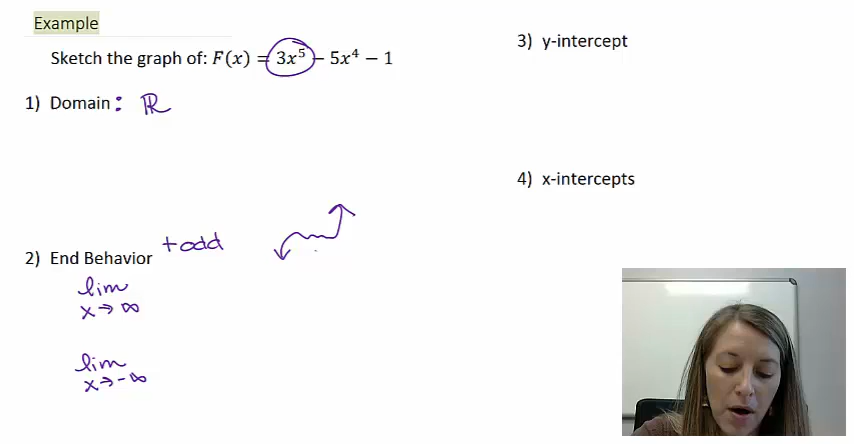 Example
Sketch the graph of: F(x) = 3x⁵ − 5x⁴ − 1
1) Domain : ℝ
2) End Behavior + odd
lim
x → ∞
lim
x → −∞
3) y-intercept
4) x-intercepts